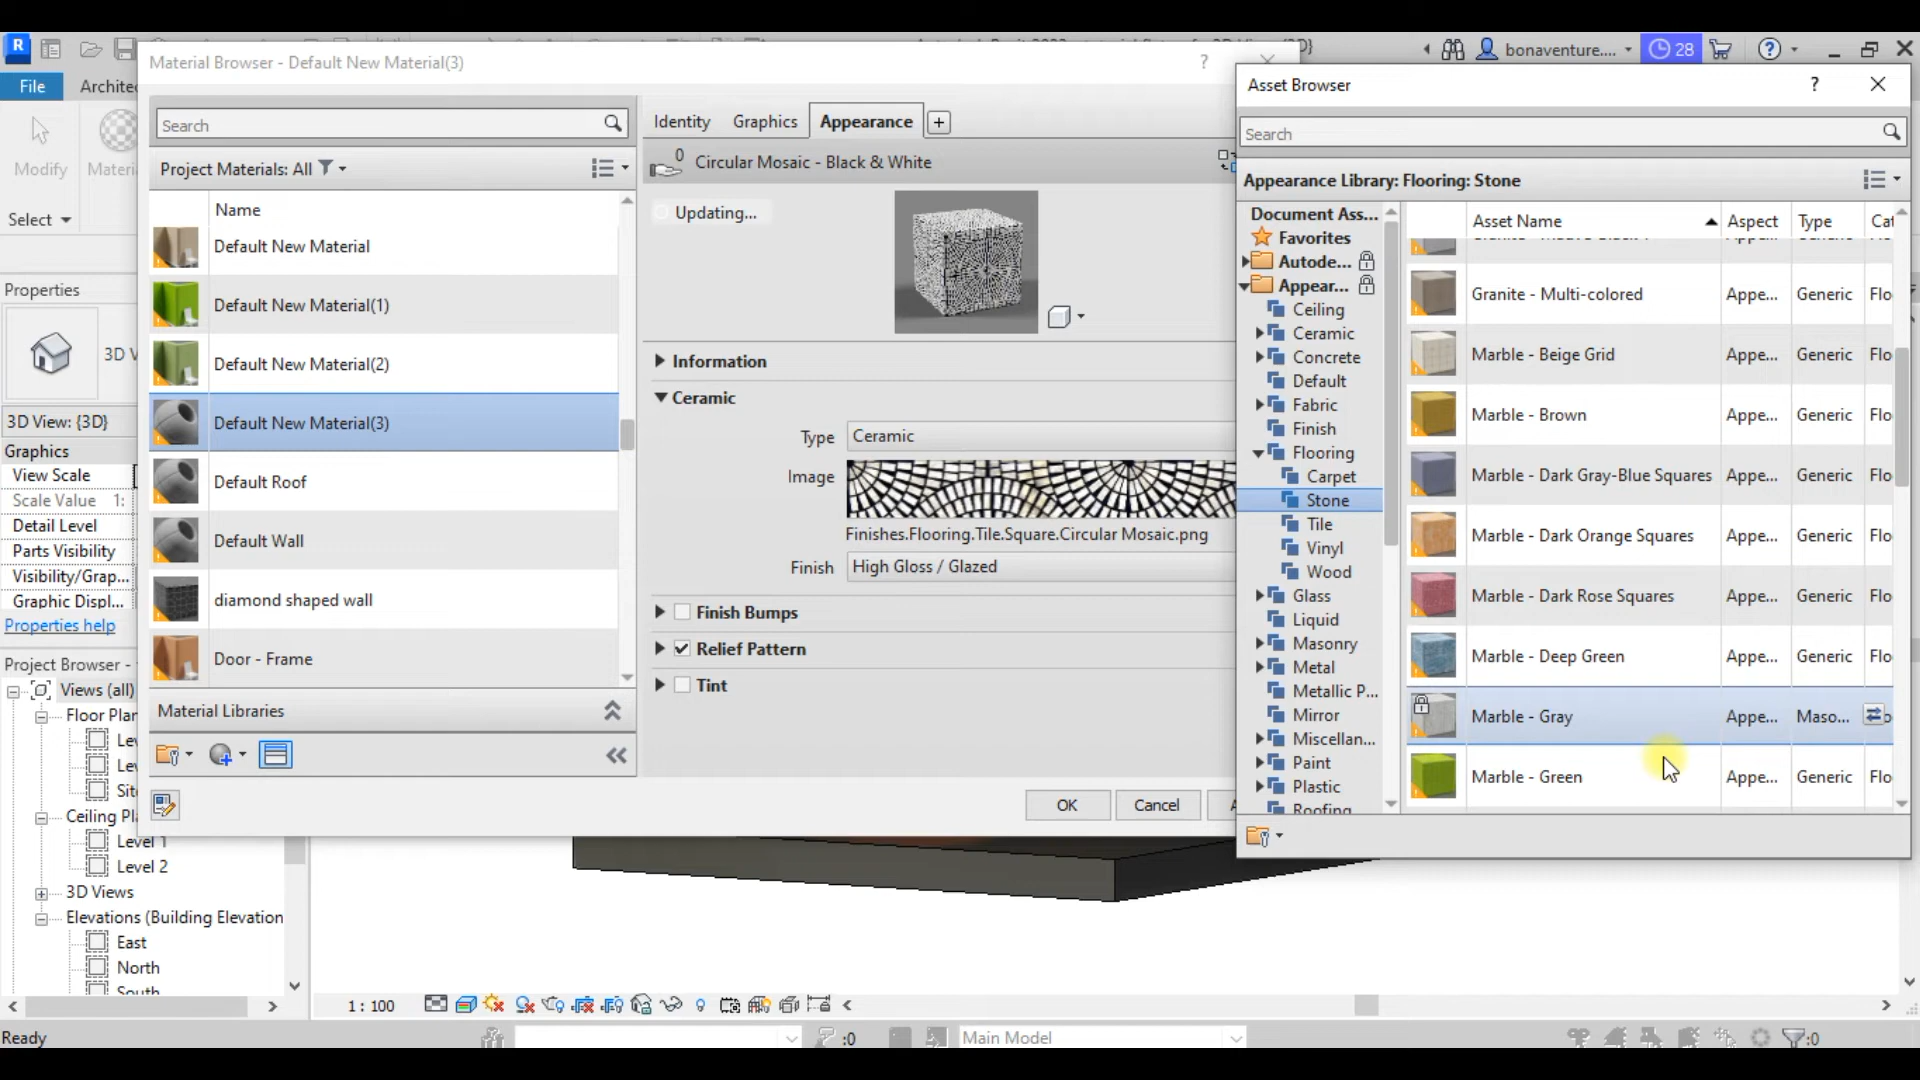 R
bonaventure....
28
File
Archite
Modify
Materi
Select
Properties
3D V
3D View: {3D}
Graphics
View Scale
Scale Value 1:
Detail Level
Parts Visibility
Visibility/Grap...
Graphic Displ...
Properties help
Project Browser -
Views (all)
Floor Plan
Lev
Lev
Site
Ceiling Pl
Level 1
Level 2
3D Views
Elevations (Building Elevation
East
North
South
Ready
Material Browser - Default New Material(3)
?
Search
Project Materials: All
Name
Default New Material
Default New Material(1)
Default New Material(2)
Default New Material(3)
Default Roof
Default Wall
diamond shaped wall
Door - Frame
Material Libraries
Identity Graphics Appearance +
0 Circular Mosaic - Black & White
Updating...
Information
Ceramic
Type Ceramic
Image
Finishes.Flooring.Tile.Square.Circular Mosaic.png
Finish High Gloss / Glazed
Finish Bumps
Relief Pattern
Tint
OK Cancel A
Asset Browser
?
Search
Appearance Library: Flooring: Stone
Document Ass...
Favorites
Autode...
Appear...
Ceiling
Ceramic
Concrete
Default
Fabric
Finish
Flooring
Carpet
Stone
Tile
Vinyl
Wood
Glass
Liquid
Masonry
Metal
Metallic P...
Mirror
Miscellan...
Paint
Plastic
Roofing
Asset Name Aspect Type Cat
Granite - Multi-colored Appe... Generic Flo
Marble - Beige Grid Appe... Generic Flo
Marble - Brown Appe... Generic Flo
Marble - Dark Gray-Blue Squares Appe... Generic Flo
Marble - Dark Orange Squares Appe... Generic Flo
Marble - Dark Rose Squares Appe... Generic Flo
Marble - Deep Green Appe... Generic Flo
Marble - Gray Appe... Maso...
Marble - Green Appe... Generic Flo
1 : 100
:0
Main Model
:0